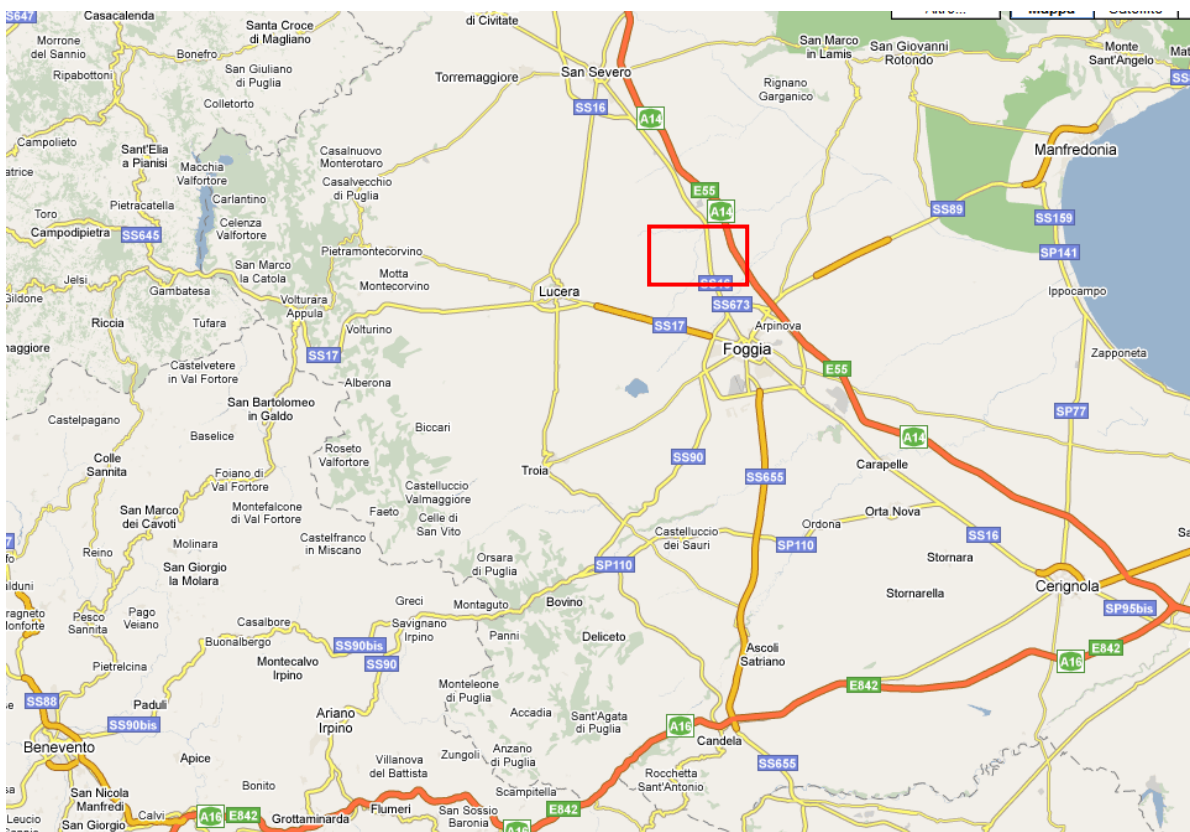 SS647
Casacalenda
Santa Croce
di Magliano
di Civitate
Mappa
Morrone
del Sannio
Bonefro
San Marco
in Lamis
San Giovanni
Rotondo
Monte
Sant'Angelo
Ripabottoni
San Giuliano
di Puglia
Torremaggiore
San Severo
Rignano
Garganico
Colletorto
SS16
A14
Campolieto
Sant'Elia
a Pianisi
Casalnuovo
Monterotaro
Manfredonia
Macchia
Valfortore
Casalvecchio
di Puglia
E55
Carlantino
Pietracatella
A14
SS89
SS159
Toro
Campodipietra
SS645
Celenza
Valfortore
Pietramontecorvino
SP141
San Marco
la Catola
Motta
Montecorvino
Jelsi
Gambatesa
Lucera
SS16
Ippocampo
Gildone
Volturara
Appula
SS673
Riccia
Tufara
Volturino
SS17
Arpinova
SS17
Foggia
Zapponeta
Castelvetere
in Val Fortore
E55
Alberona
San Bartolomeo
in Galdo
SP77
Castelpagano
Baselice
Biccari
A14
Colle
Sannita
Roseto
Valfortore
SS90
Carapelle
Foiano di
Val Fortore
Troia
SS655
Castelluccio
Valmaggiore
San Marco
dei Cavoti
Montefalcone
di Val Fortore
Faeto
Celle di
San Vito
Orta Nova
Ordona
Castelluccio
dei Sauri
SS16
Molinara
Castelfranco
in Miscano
SP110
Reino
Orsara
di Puglia
SP110
Stornara
San Giorgio
la Molara
Cerignola
Greci
Montaguto
Bovino
Stornarella
SP95bis
Pesco
Sannita
Pago
Veiano
Casalbore
Savignano
Irpino
Panni
Deliceto
Buonalbergo
SS90bis
SS90
Ascoli
Satriano
E842
A16
Pietrelcina
Montecalvo
Irpino
Monteleone
di Puglia
E842
SS88
Paduli
Ariano
Irpino
Accadia
Sant'Agata
di Puglia
SS90bis
A16
Candela
Benevento
Apice
Villanova
del Battista
Zungoli
Anzano
di Puglia
SS655
Bonito
Rocchetta
Sant'Antonio
San Nicola
Manfredi
Scampitella
Calvi
A16
E842
Grottaminarda
Flumeri
San Sossio
Baronia
E842
A16
San Giorgio